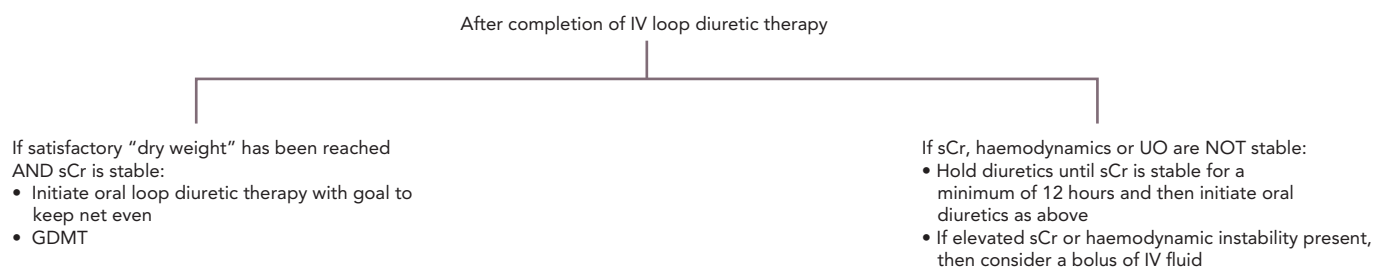 After completion of IV loop diuretic therapy
If satisfactory “dry weight” has been reached
AND sCr is stable:
• Initiate oral loop diuretic therapy with goal to
keep net even
• GDMT
If sCr, haemodynamics or UO are NOT stable:
• Hold diuretics until sCr is stable for a
minimum of 12 hours and then initiate oral
diuretics as above
• If elevated sCr or haemodynamic instability present,
then consider a bolus of IV fluid